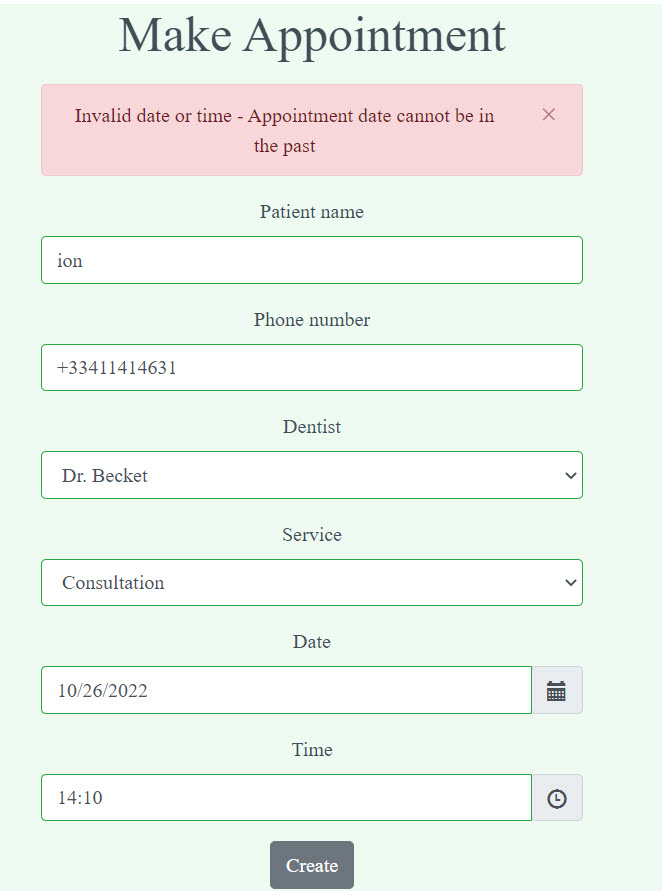 Make Appointment
Invalid date or time - Appointment date cannot be in
the past
Patient name
ion
Phone number
+33411414631
Dentist
Dr. Becket
Service
Consultation
Date
10/26/2022
Time
14:10
Create